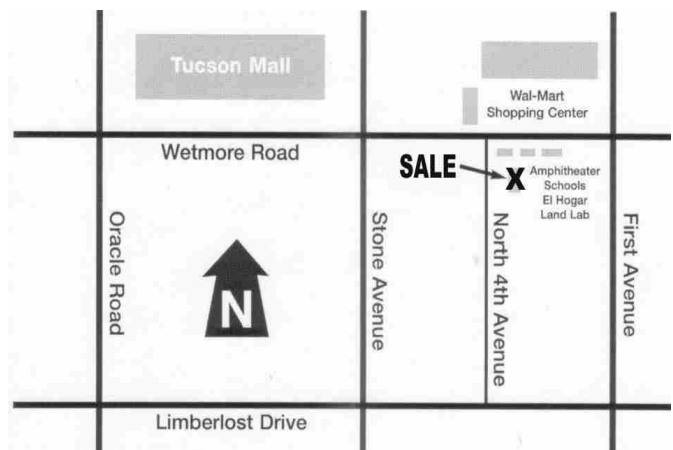 Tucson Mall
Wal-Mart
Shopping Center
Wetmore Road
SALE
X
Amphitheater
Schools
El Hogar
Land Lab
Oracle Road
N
Stone Avenue
North 4th Avenue
First Avenue
Limberlost Drive